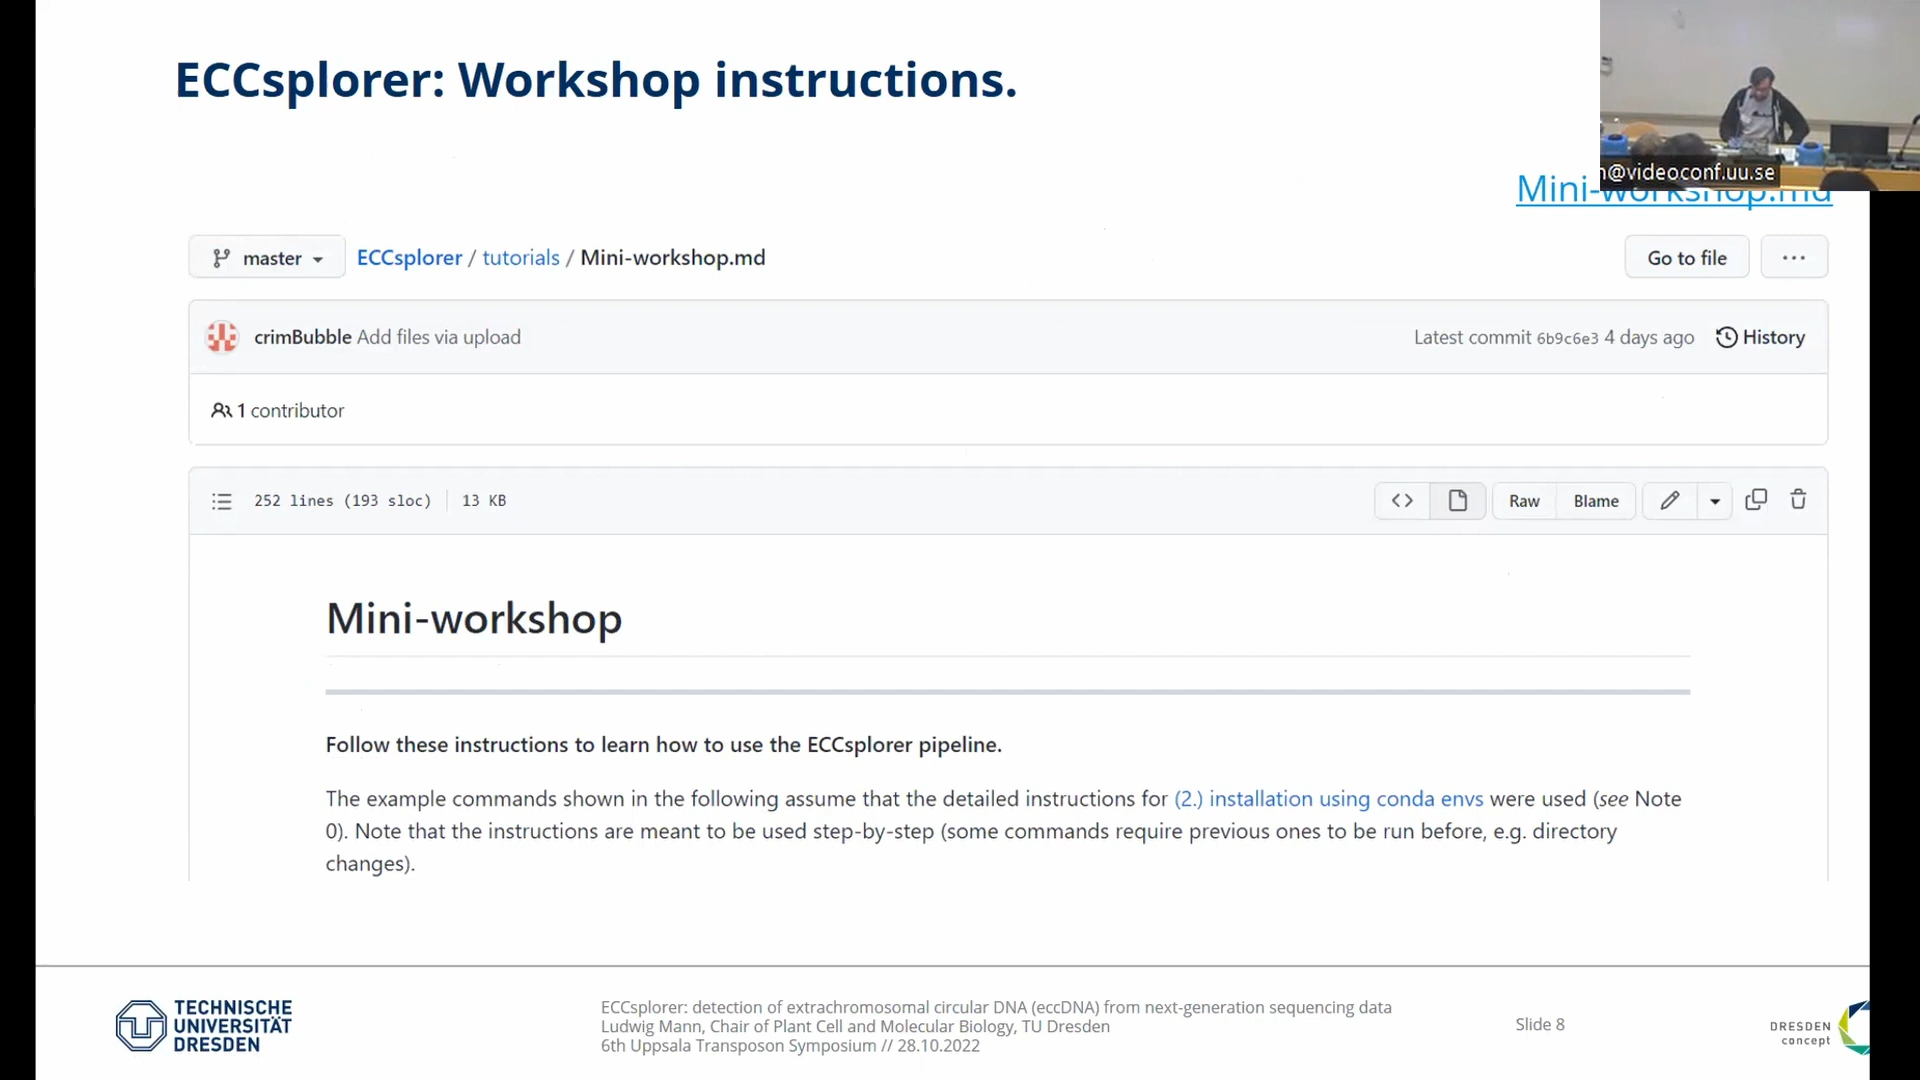 ECCsplorer: Workshop instructions.
n@videoconf.uu.se
Mini-workshop.md
master
ECCsplorer / tutorials / Mini-workshop.md
Go to file
crimBubble Add files via upload
Latest commit 6b9c6e3 4 days ago
History
1 contributor
252 lines (193 sloc)
13 KB
Raw
Blame
Mini-workshop
Follow these instructions to learn how to use the ECCsplorer pipeline.
The example commands shown in the following assume that the detailed instructions for (2.) installation using conda envs were used (see Note
0). Note that the instructions are meant to be used step-by-step (some commands require previous ones to be run before, e.g. directory
changes).
TECHNISCHE
UNIVERSITÄT
DRESDEN
ECCsplorer: detection of extrachromosomal circular DNA (eccDNA) from next-generation sequencing data
Ludwig Mann, Chair of Plant Cell and Molecular Biology, TU Dresden
6th Uppsala Transposon Symposium // 28.10.2022
Slide 8
DRESDEN
concept